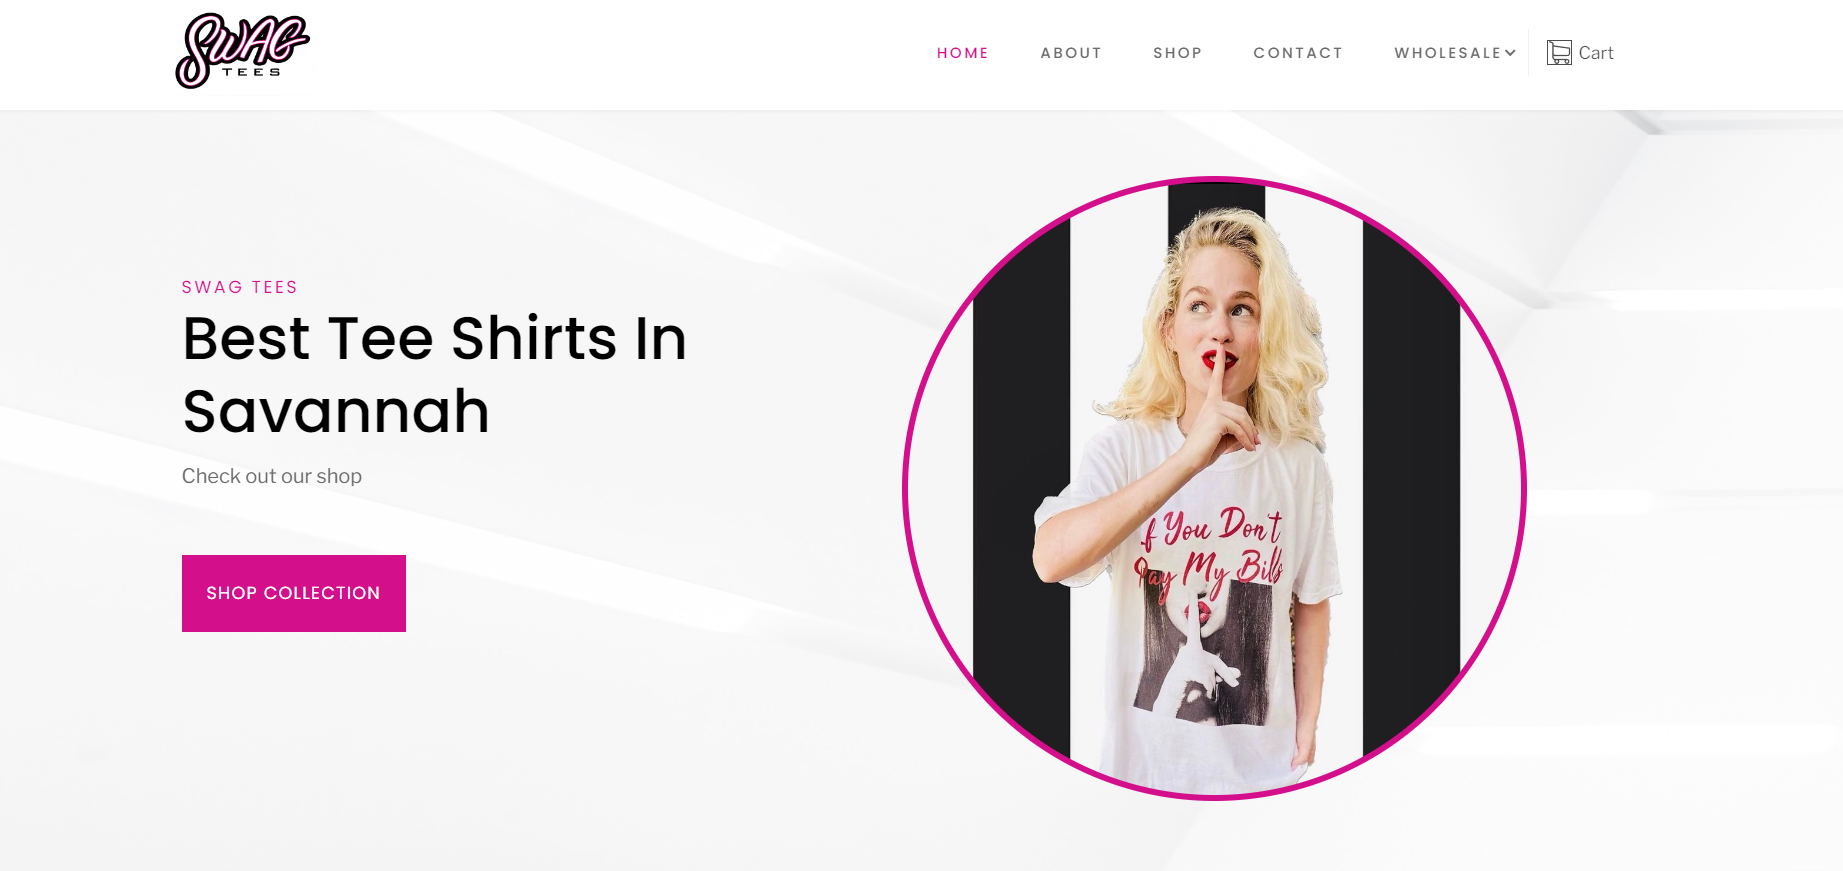 SWAG
TEES
HOME
ABOUT
SHOP
CONTACT
WHOLESALE
Cart
SWAG TEES
Best Tee Shirts In
Savannah
Check out our shop
SHOP COLLECTION
If You Don't
Pay My Bills